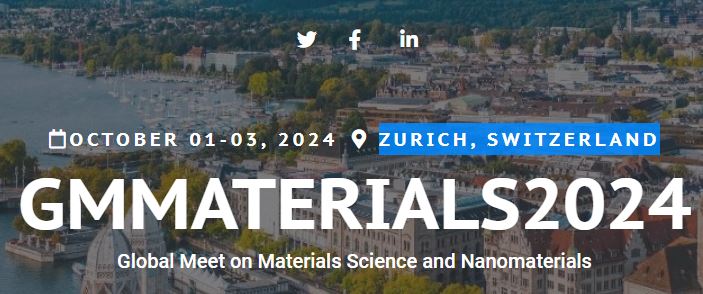 OCTOBER 01-03, 2024 ZURICH, SWITZERLAND
GMMATERIALS2024
Global Meet on Materials Science and Nanomaterials